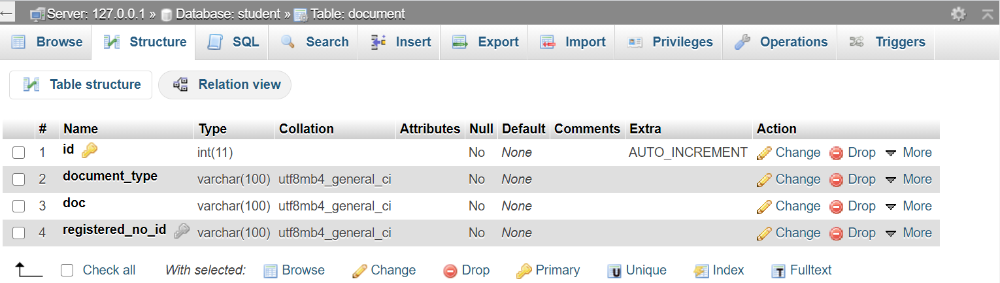 Server: 127.0.0.1 » Database: student » Table: document
Browse Structure SQL Search Insert Export Import Privileges Operations Triggers
Table structure Relation view
# Name Type Collation Attributes Null Default Comments Extra Action
1 id int(11) No None AUTO_INCREMENT Change Drop More
2 document_type varchar(100) utf8mb4_general_ci No None Change Drop More
3 doc varchar(100) utf8mb4_general_ci No None Change Drop More
4 registered_no_id varchar(100) utf8mb4_general_ci No None Change Drop More
Check all With selected: Browse Change Drop Primary U Unique Index T Fulltext